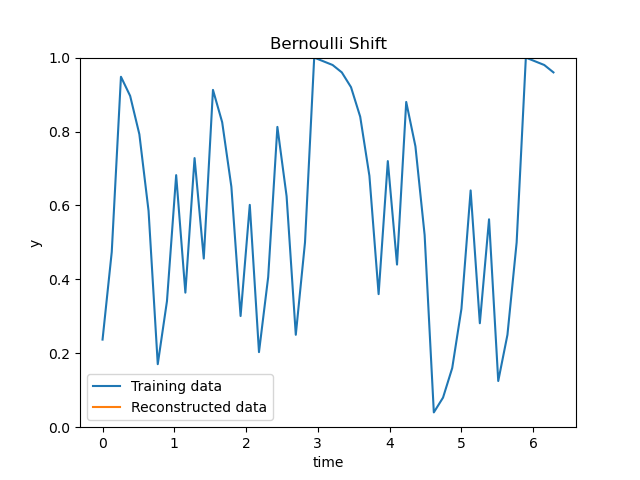 Bernoulli Shift
1.0
0.8
0.6
0.4
0.2
0.0
y
Training data
Reconstructed data
0 1 2 3 4 5 6
time